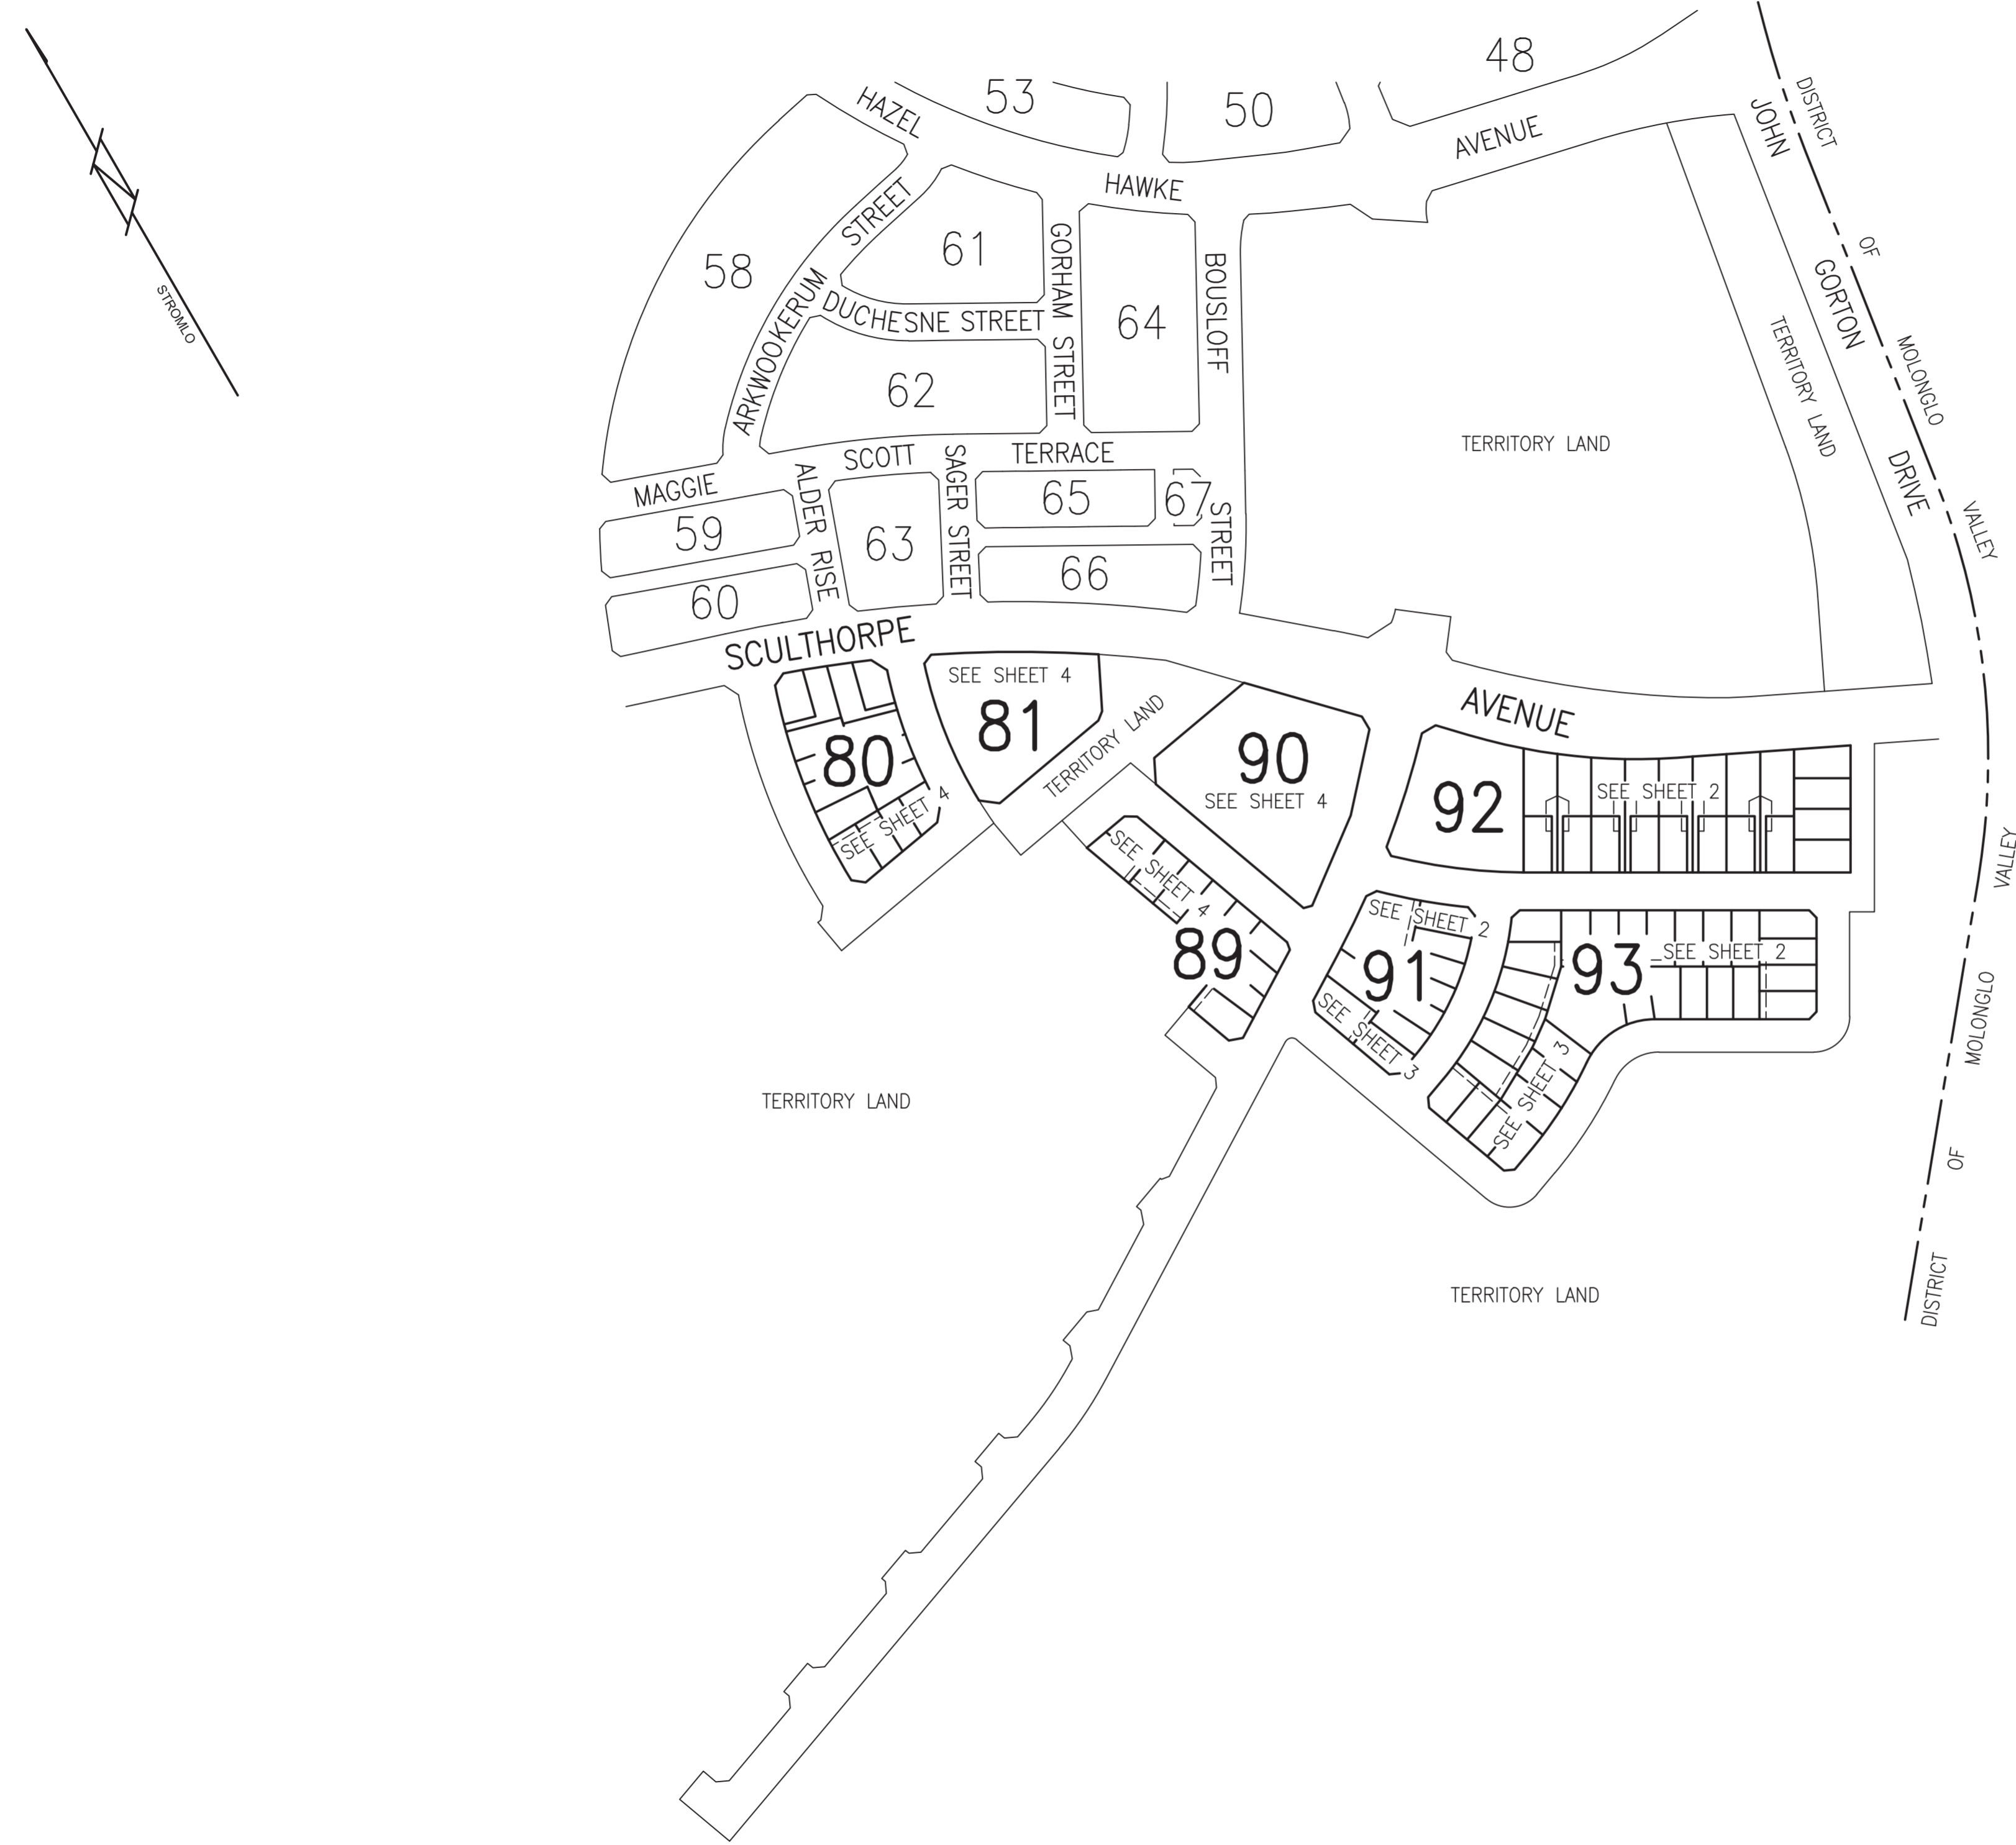 48
53
50
HAZEL
AVENUE
HAWKE
JOHN
GORTON
DRIVE
DISTRICT
OF
MOLONGLO
VALLEY
STROMLO
58
ARKWOOKERUM STREET
61
GORHAM STREET
64
BOUSLOFF
STREET
DUCHESNE STREET
62
TERRITORY LAND
TERRITORY LAND
MAGGIE
SCOTT
TERRACE
ALDER RISE
SAGER STREET
59
63
65
67
60
66
SCULTHORPE
AVENUE
SEE SHEET 4
81
80
SEE SHEET 4
TERRITORY LAND
90
SEE SHEET 4
92
SEE SHEET 2
SEE SHEET 4
89
SEE SHEET 2
91
SEE SHEET 3
93
SEE SHEET 2
SEE SHEET 3
TERRITORY LAND
TERRITORY LAND
DISTRICT
OF
MOLONGLO
VALLEY